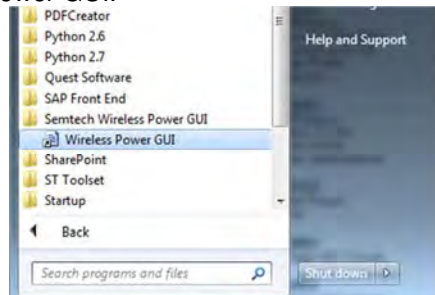 PDFCreator
Python 2.6
Python 2.7
Quest Software
SAP Front End
Semtech Wireless Power GUI
Wireless Power GUI
SharePoint
ST Toolset
Startup
Back
Search programs and files
Help and Support
Shut down